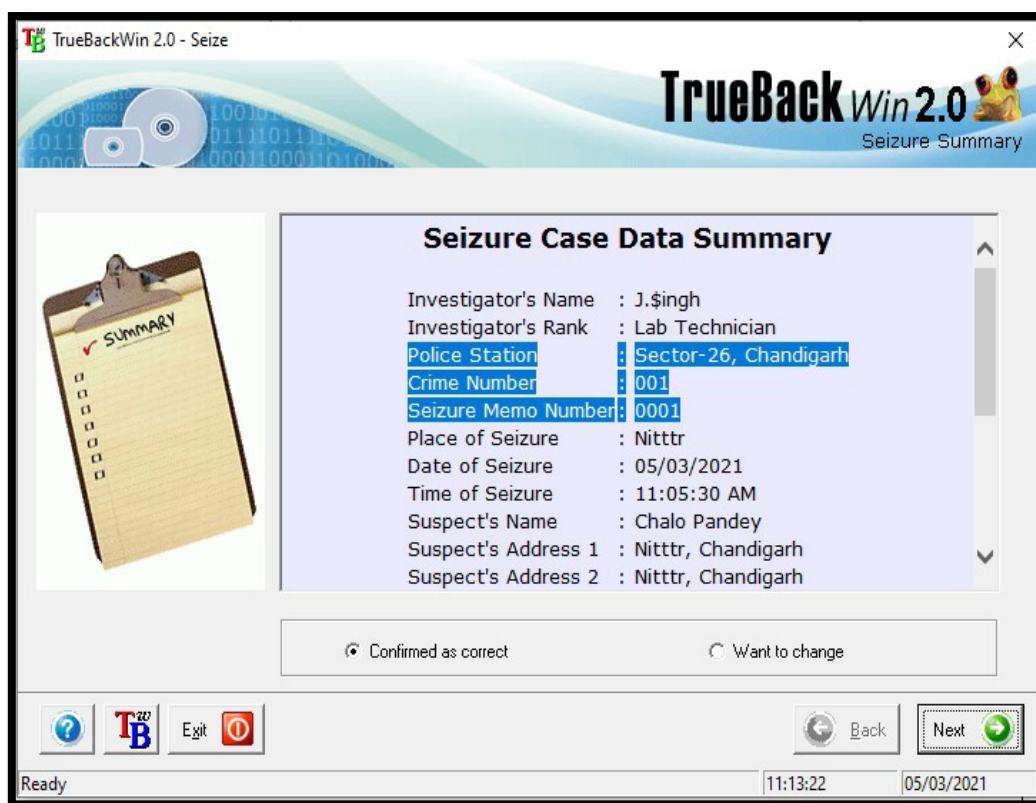 TrueBackWin 2.0 - Seize
TrueBack Win 2.0
Seizure Summary
SUMMARY
Seizure Case Data Summary
Investigator's Name : J.$ingh
Investigator's Rank : Lab Technician
Police Station : Sector-26, Chandigarh
Crime Number : 001
Seizure Memo Number : 0001
Place of Seizure : Nitttr
Date of Seizure : 05/03/2021
Time of Seizure : 11:05:30 AM
Suspect's Name : Chalo Pandey
Suspect's Address 1 : Nitttr, Chandigarh
Suspect's Address 2 : Nitttr, Chandigarh
Confirmed as correct Want to change
Exit Back Next
Ready 11:13:22 05/03/2021